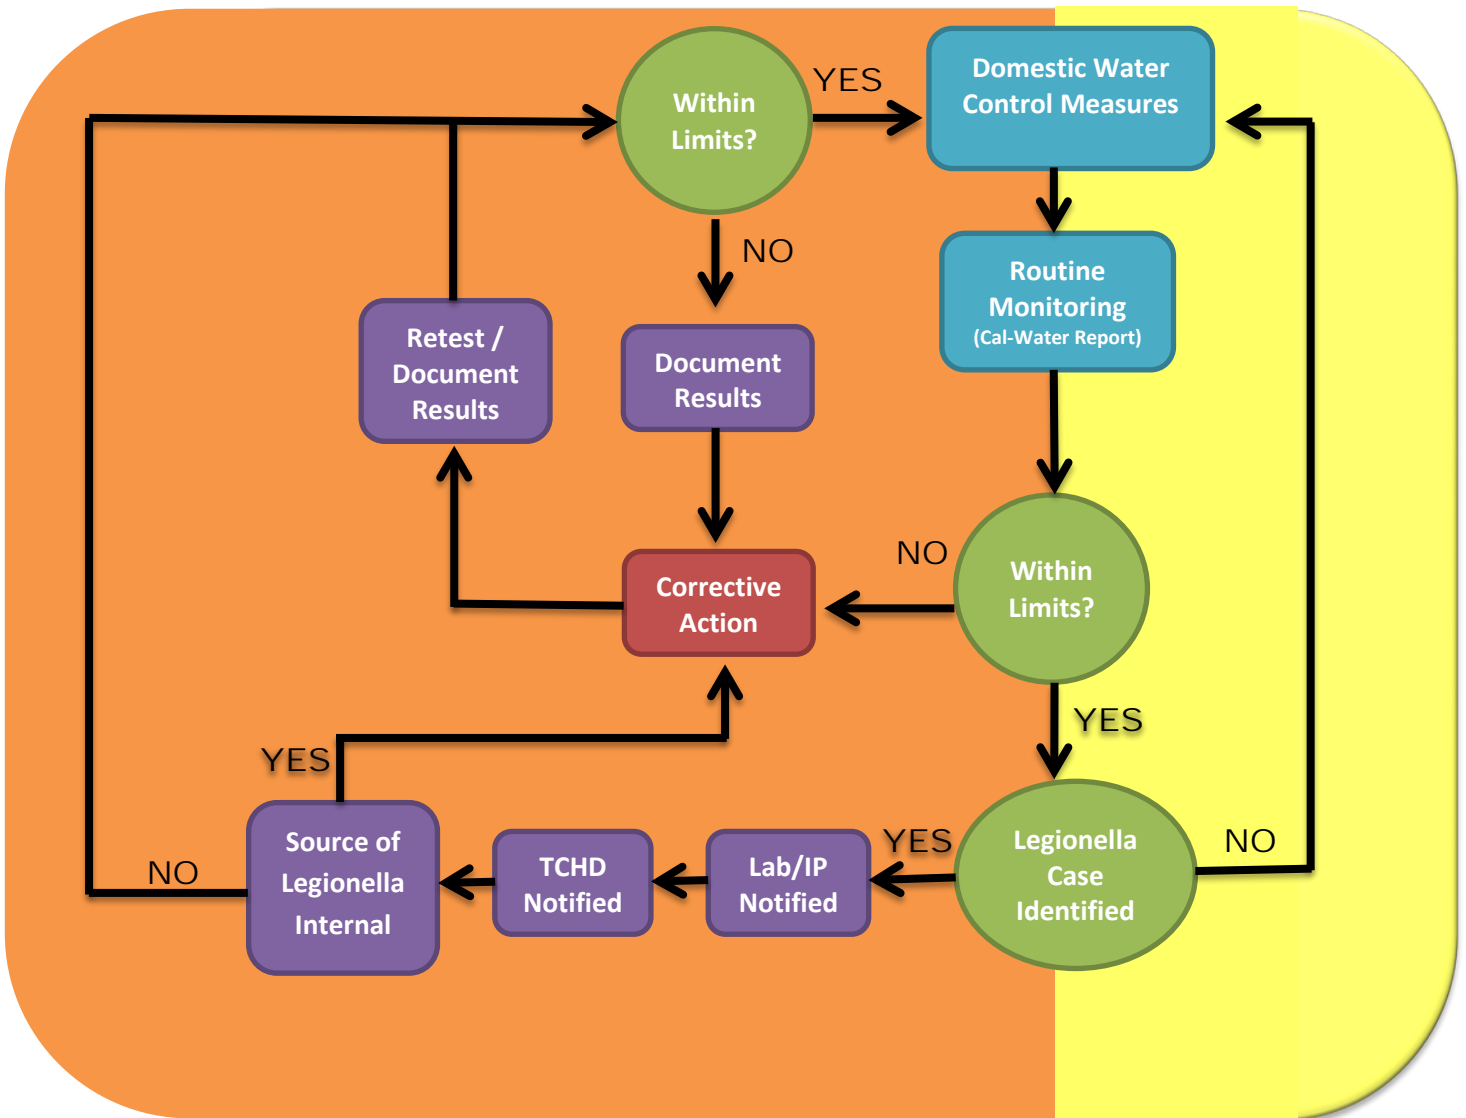 Within
Limits?
YES
Domestic Water
Control Measures
NO
Routine
Monitoring
(Cal-Water Report)
Retest /
Document
Results
Document
Results
NO
Within
Limits?
Corrective
Action
YES
YES
Source of
Legionella
Internal
NO
TCHD
Notified
Lab/IP
Notified
YES
Legionella
Case
Identified
NO